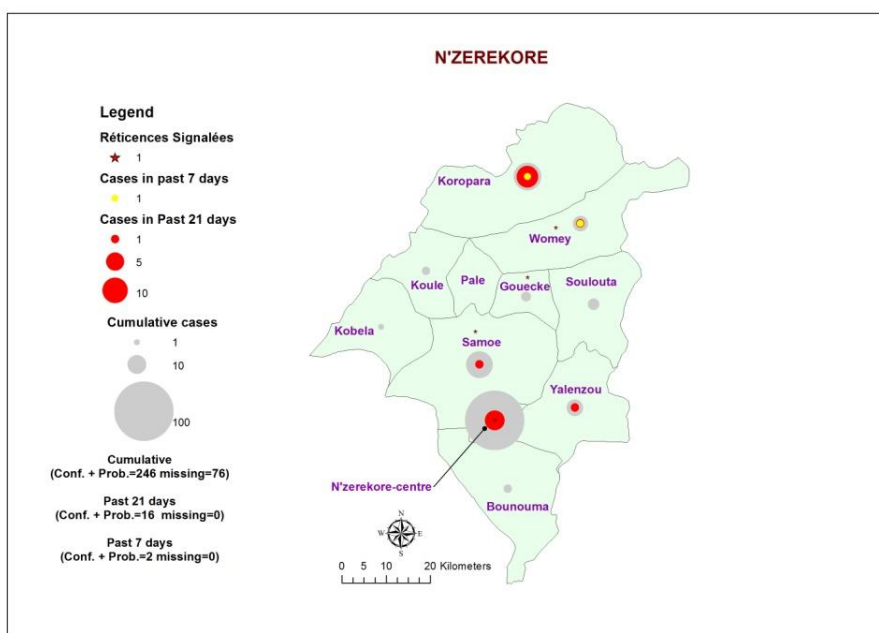 N'ZEREKORE
Legend
Réticences Signalées
1
Cases in past 7 days
1
Cases in Past 21 days
1
5
10
Cumulative cases
1
10
100
Cumulative
(Conf. + Prob.=246 missing=76)
Past 21 days
(Conf. + Prob.=16 missing=0)
Past 7 days
(Conf. + Prob.=2 missing=0)
Koropara
Womey
Koule
Pale
Gouecke
Soulouta
Kobela
Samoe
Yalenzou
N'zerekore-centre
Bounouma
N
W E
S
0 5 10 20 Kilometers